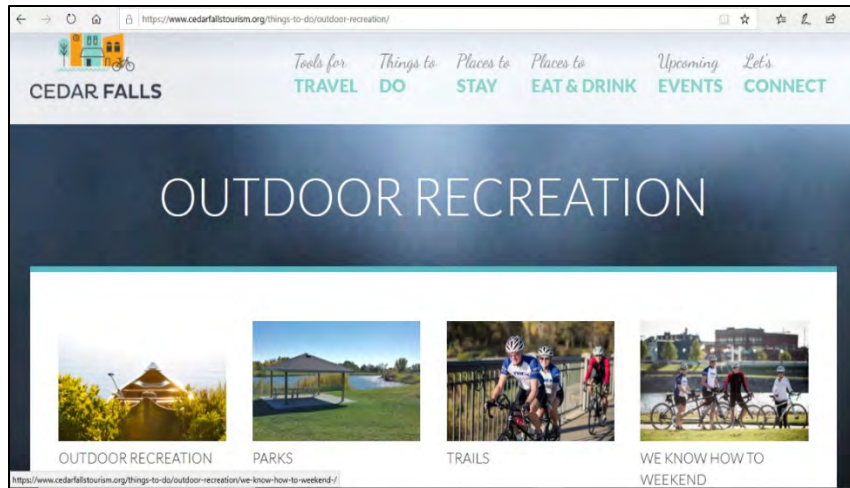 https://www.cedarfallstourism.org/things-to-do/outdoor-recreation/
CEDAR FALLS
Tools for
TRAVEL
Things to
DO
Places to
STAY
Places to
EAT & DRINK
Upcoming
EVENTS
Let's
CONNECT
OUTDOOR RECREATION
OUTDOOR RECREATION
PARKS
TRAILS
WE KNOW HOW TO
WEEKEND
https://www.cedarfallstourism.org/things-to-do/outdoor-recreation/we-know-how-to-weekend-/